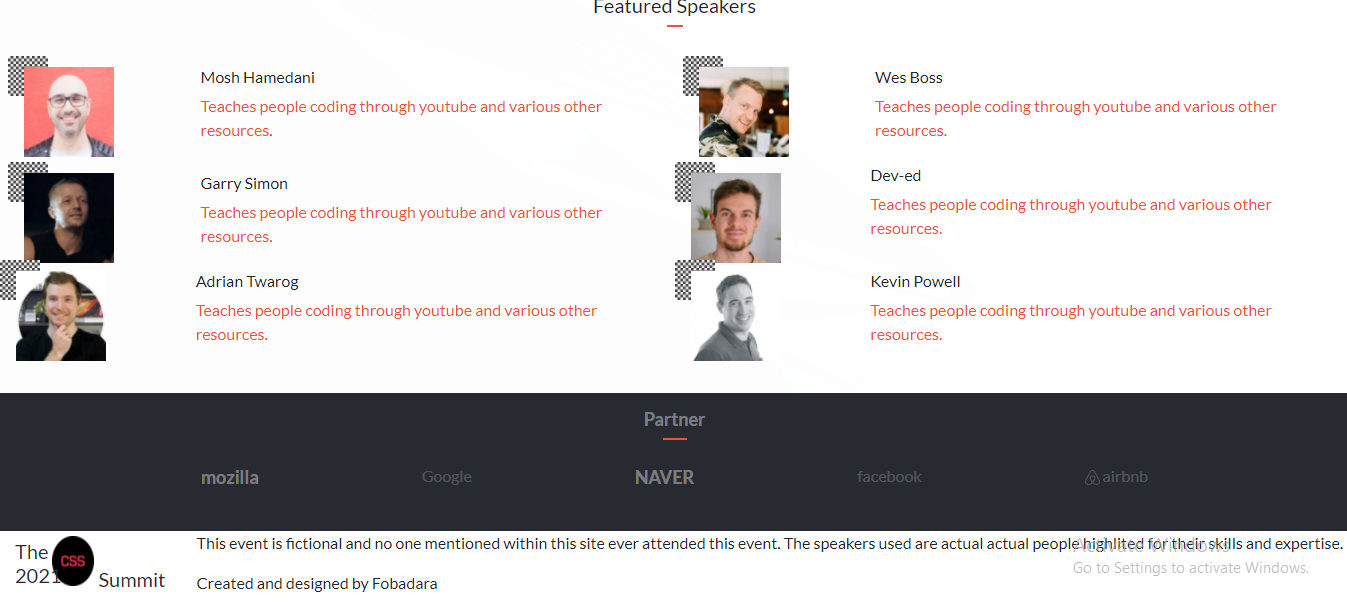 Featured Speakers
Mosh Hamedani
Teaches people coding through youtube and various other
resources.
Wes Boss
Teaches people coding through youtube and various other
resources.
Garry Simon
Teaches people coding through youtube and various other
resources.
Dev-ed
Teaches people coding through youtube and various other
resources.
Adrian Twarog
Teaches people coding through youtube and various other
resources.
Kevin Powell
Teaches people coding through youtube and various other
resources.
Partner
mozilla
Google
NAVER
facebook
airbnb
The CSS
2021 Summit
This event is fictional and no one mentioned within this site ever attended this event. The speakers used are actual actual people highlited for their skills and expertise.
Created and designed by Fobadara
Activate Windows
Go to Settings to activate Windows.